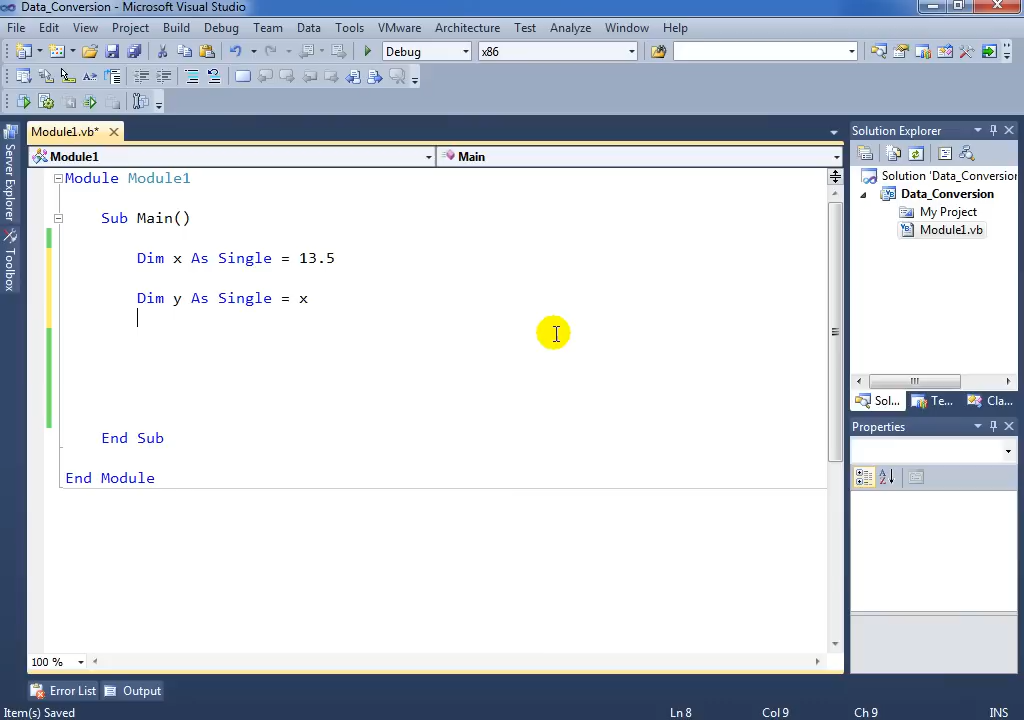 Data_Conversion - Microsoft Visual Studio
File Edit View Project Build Debug Team Data Tools VMware Architecture Test Analyze Window Help
Debug x86
Server Explorer
Toolbox
Module1.vb*
Module1 Main
Module Module1
Sub Main()
Dim x As Single = 13.5
Dim y As Single = x
End Sub
End Module
100 %
Solution Explorer
Solution 'Data_Conversion
Data_Conversion
My Project
Module1.vb
Sol... Te... Cla...
Properties
Error List Output
Item(s) Saved Ln 8 Col 9 Ch 9 INS